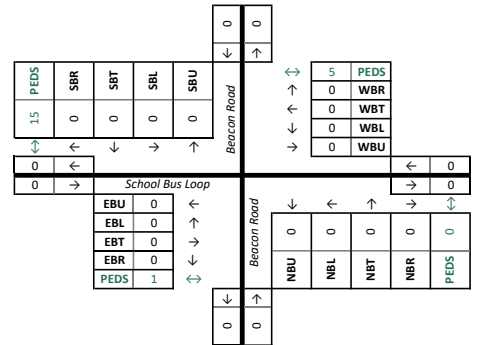 0 0
↓ ↑
PEDS SBR SBT SBL SBU
15 0 0 0 0
↕ ← ↓ → ↑
Beacon Road
↔ 5 PEDS
↑ 0 WBR
← 0 WBT
↓ 0 WBL
→ 0 WBU
0 ←
0 →
← 0
→ 0
School Bus Loop
EBU 0 ←
EBL 0 ↑
EBT 0 →
EBR 0 ↓
PEDS 1 ↔
Beacon Road
↓ ← ↑ → ↕
0 0 0 0 0
NBU NBL NBT NBR PEDS
↓ ↑
0 0